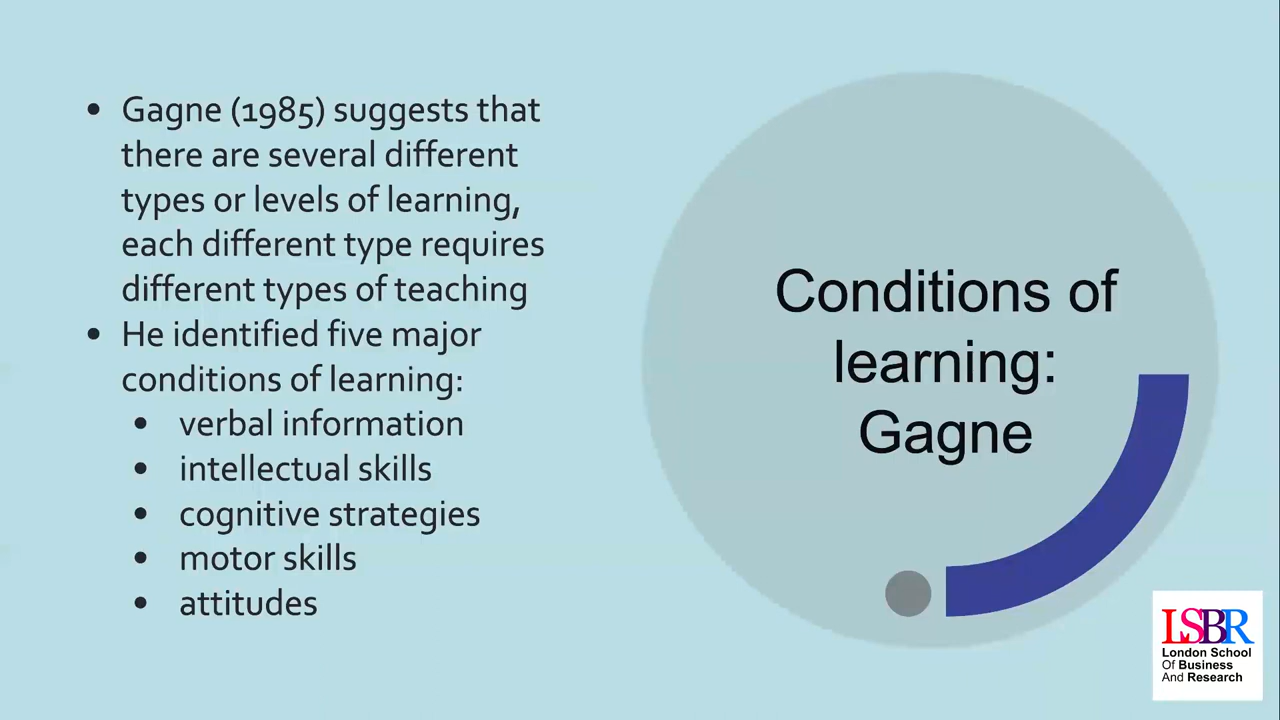 • Gagne (1985) suggests that
there are several different
types or levels of learning,
each different type requires
different types of teaching
• He identified five major
conditions of learning:
• verbal information
• intellectual skills
• cognitive strategies
• motor skills
• attitudes
Conditions of
learning:
Gagne
LSBR
London School
Of Business
And Research